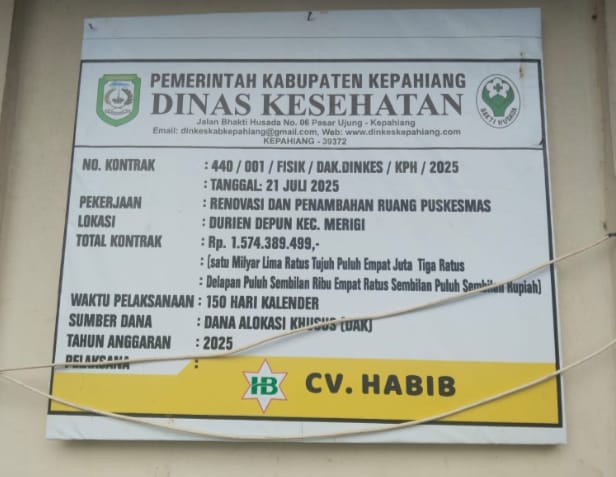 PEMERINTAH KABUPATEN KEPAHIANG
DINAS KESEHATAN
Jalan Bhakti Husada No. 06 Pasar Ujung - Kepahiang
Email: dinkeskabkepahiang@gmail.com, Web: www.dinkeskepahiang.com
KEPAHIANG - 39372
BAKTI HUSADA
NO. KONTRAK : 440 / 001 / FISIK / DAK.DINKES / KPH / 2025
: TANGGAL: 21 JULI 2025
PEKERJAAN : RENOVASI DAN PENAMBAHAN RUANG PUSKESMAS
LOKASI : DURIEN DEPUN KEC. MERIGI
TOTAL KONTRAK : Rp. 1.574.389.499,-
: (satu Milyar Lima Ratus Tujuh Puluh Empat Juta Tiga Ratus
: Delapan Puluh Sembilan Ribu Empat Ratus Sembilan Puluh Sembilan Rupiah)
WAKTU PELAKSANAAN : 150 HARI KALENDER
SUMBER DANA : DANA ALOKASI KHUSUS (DAK)
TAHUN ANGGARAN : 2025
PELAKSANA :
HB CV. HABIB